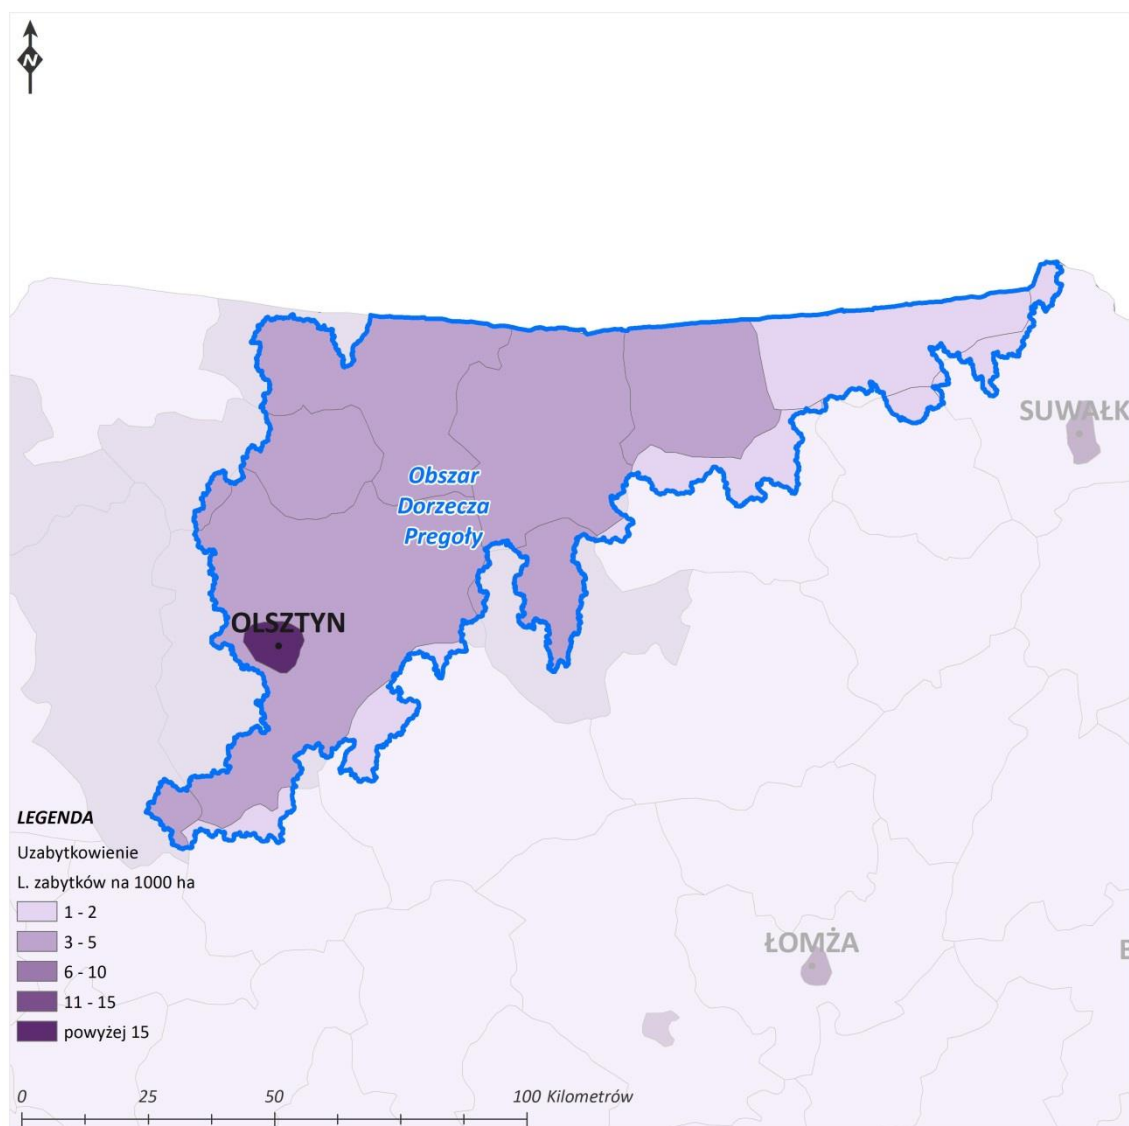 N
Obszar
Dorzecza
Pregoły
SUWAŁK
OLSZTYN
LEGENDA
Uzabytkowienie
L. zabytków na 1000 ha
1 - 2
3 - 5
6 - 10
11 - 15
powyżej 15
ŁOMŻA
B
0 25 50 100 Kilometrów